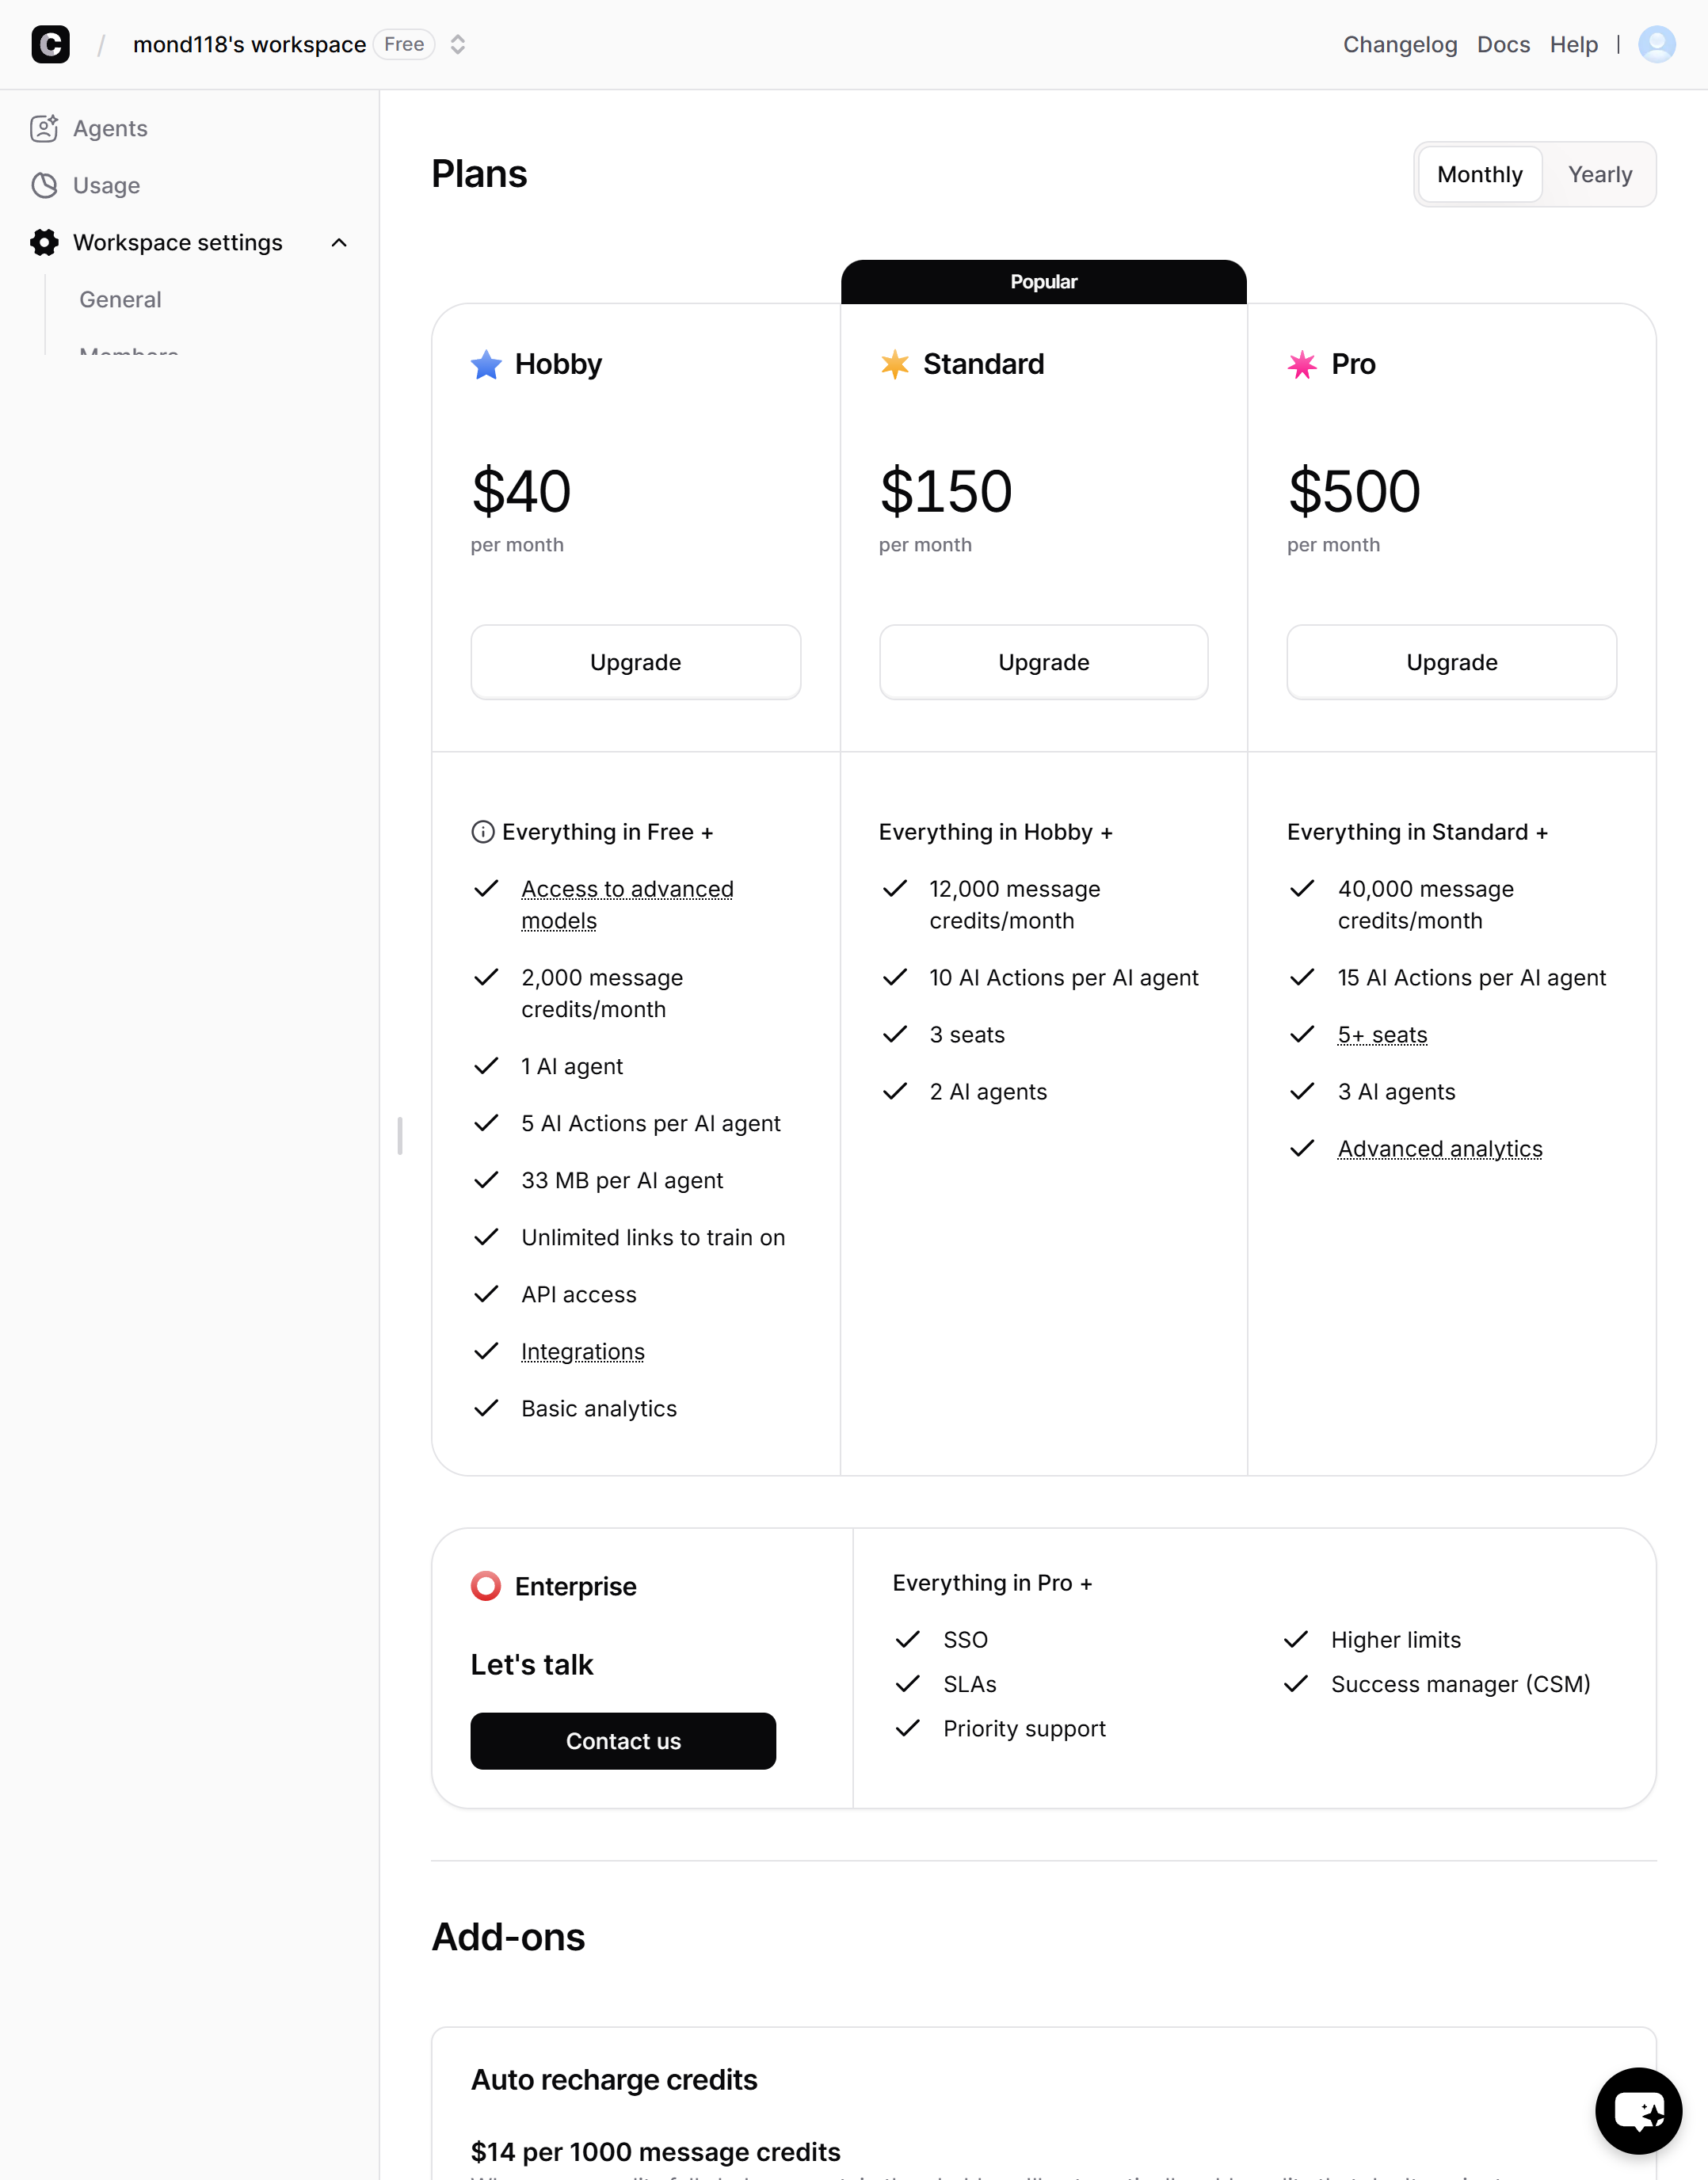 C / mond118's workspace Free Changelog Docs Help |
Agents
Usage
Workspace settings
General
Members
Plans
Monthly Yearly
Popular
Hobby
$40
per month
Upgrade
Everything in Free +
Access to advanced
models
2,000 message
credits/month
1 AI agent
5 AI Actions per AI agent
33 MB per AI agent
Unlimited links to train on
API access
Integrations
Basic analytics
Standard
$150
per month
Upgrade
Everything in Hobby +
12,000 message
credits/month
10 AI Actions per AI agent
3 seats
2 AI agents
Pro
$500
per month
Upgrade
Everything in Standard +
40,000 message
credits/month
15 AI Actions per AI agent
5+ seats
3 AI agents
Advanced analytics
Enterprise
Let's talk
Contact us
Everything in Pro +
SSO
SLAs
Priority support
Higher limits
Success manager (CSM)
Add-ons
Auto recharge credits
$14 per 1000 message credits